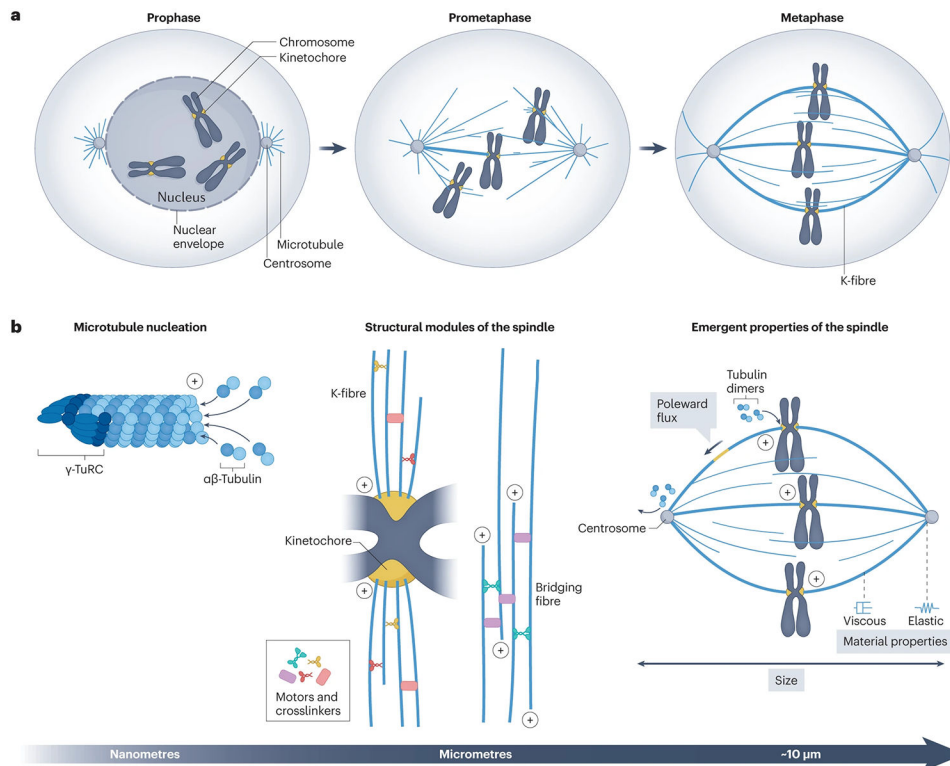 a
Prophase
Prometaphase
Metaphase
Chromosome
Kinetochore
Nucleus
Nuclear
envelope
Microtubule
Centrosome
K-fibre
b
Microtubule nucleation
Structural modules of the spindle
Emergent properties of the spindle
+
γ-TuRC
αβ-Tubulin
K-fibre
+
Kinetochore
+
+
+
+
+
Bridging
fibre
Motors and
crosslinkers
Tubulin
dimers
Poleward
flux
+
+
+
Centrosome
Viscous
Elastic
Material properties
Size
Nanometres
Micrometres
~10 µm